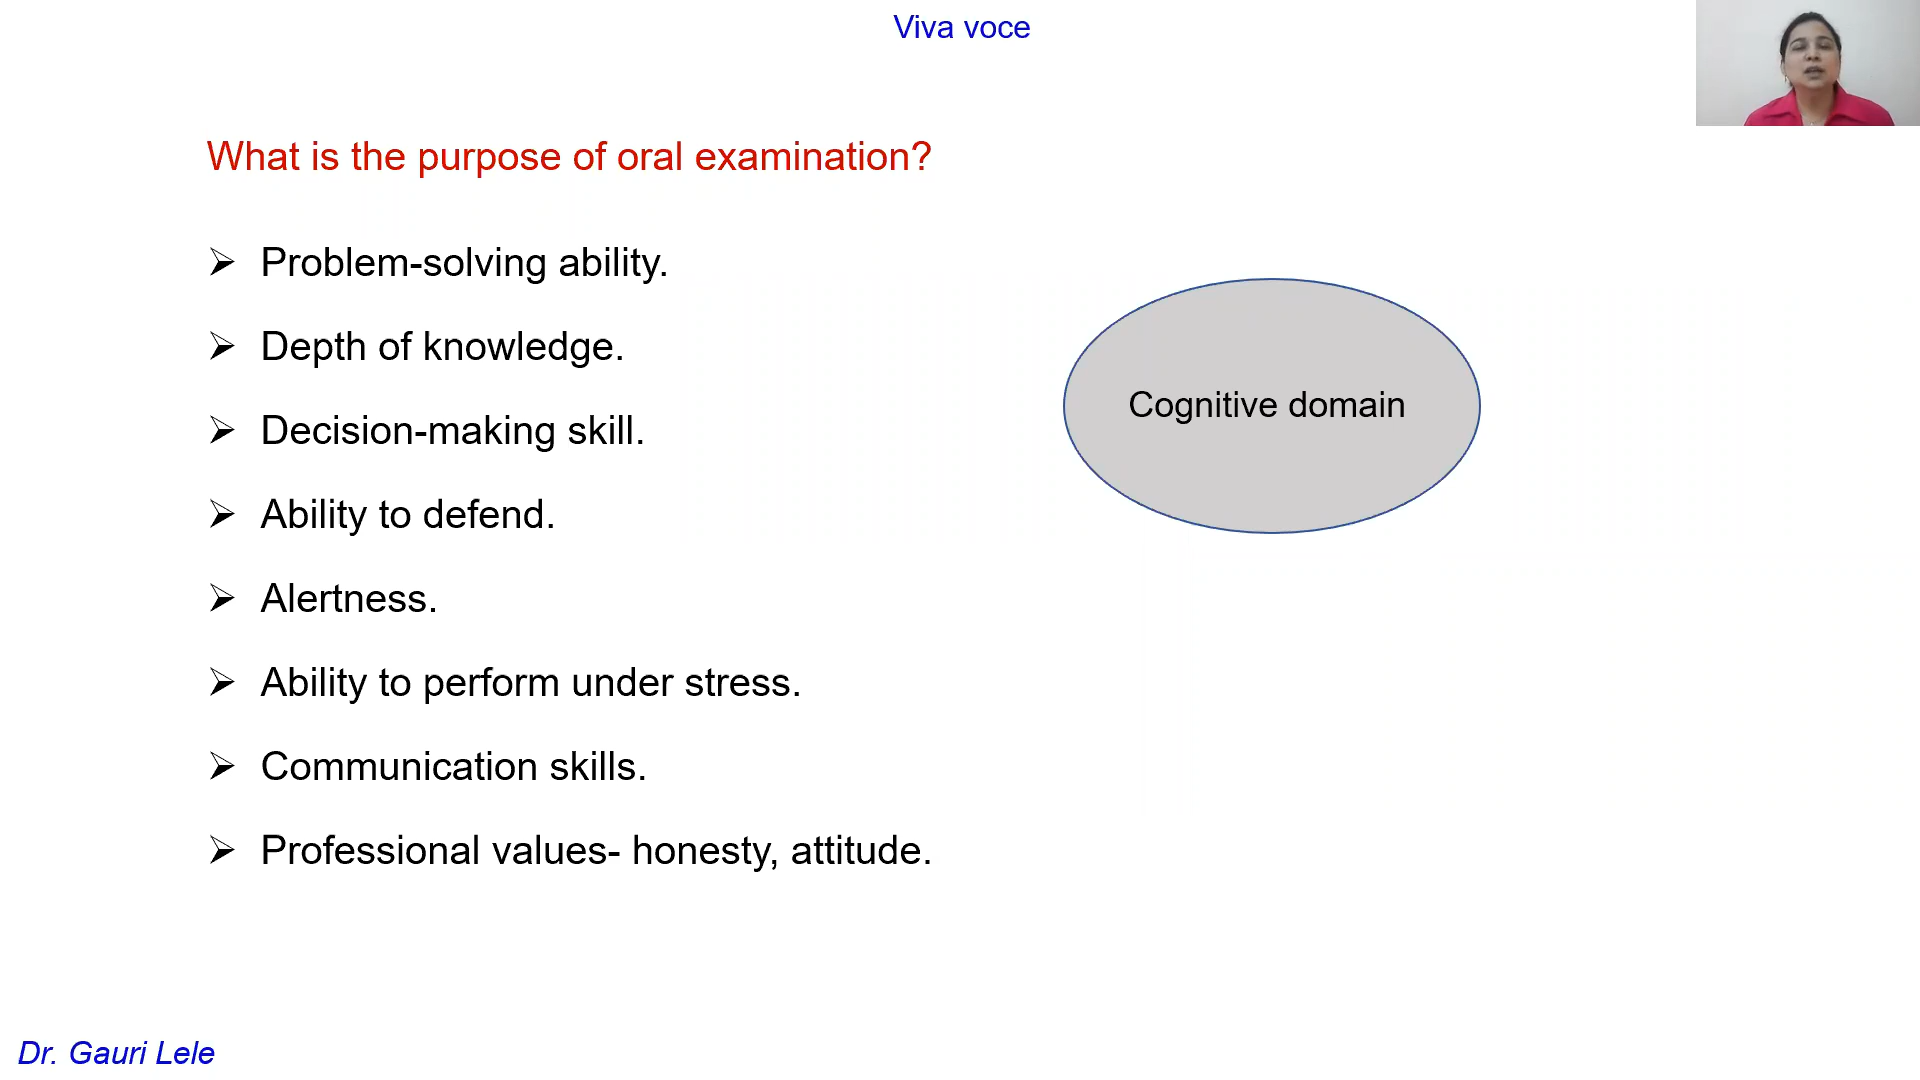 Viva voce
What is the purpose of oral examination?
➢ Problem-solving ability.
➢ Depth of knowledge.
➢ Decision-making skill.
➢ Ability to defend.
➢ Alertness.
➢ Ability to perform under stress.
➢ Communication skills.
➢ Professional values- honesty, attitude.
Cognitive domain
Dr. Gauri Lele